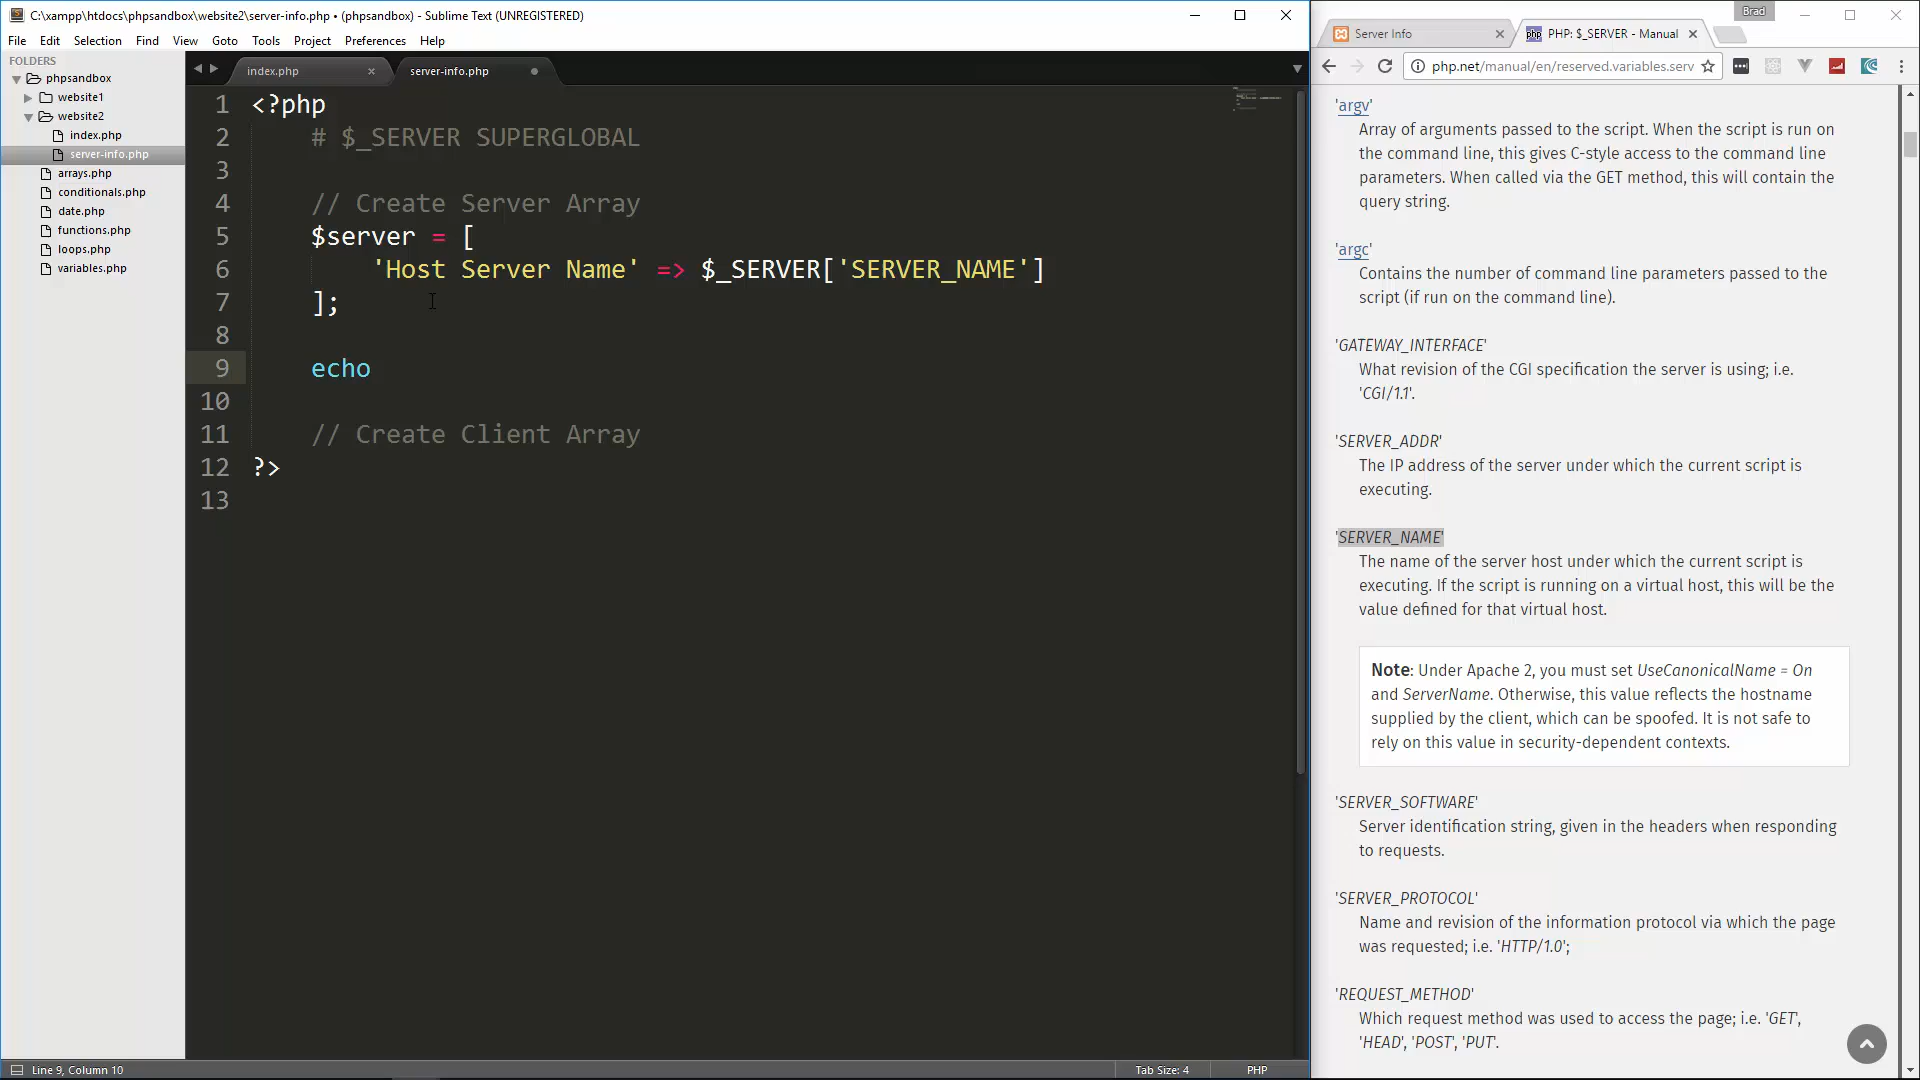 C:\xampp\htdocs\phpsandbox\website2\server-info.php • (phpsandbox) - Sublime Text (UNREGISTERED)
File Edit Selection Find View Goto Tools Project Preferences Help
FOLDERS
phpsandbox
website1
website2
index.php
server-info.php
arrays.php
conditionals.php
date.php
functions.php
loops.php
variables.php
index.php
server-info.php
1 <?php
2 # $_SERVER SUPERGLOBAL
3
4 // Create Server Array
5 $server = [
6 'Host Server Name' => $_SERVER['SERVER_NAME']
7 ];
8
9 echo
10
11 // Create Client Array
12 ?>
13
Line 9, Column 10
Tab Size: 4
PHP
Brad
Server Info
php PHP: $_SERVER - Manual
php.net/manual/en/reserved.variables.serv
'argv'
Array of arguments passed to the script. When the script is run on
the command line, this gives C-style access to the command line
parameters. When called via the GET method, this will contain the
query string.
'argc'
Contains the number of command line parameters passed to the
script (if run on the command line).
'GATEWAY_INTERFACE'
What revision of the CGI specification the server is using; i.e.
'CGI/1.1'.
'SERVER_ADDR'
The IP address of the server under which the current script is
executing.
'SERVER_NAME'
The name of the server host under which the current script is
executing. If the script is running on a virtual host, this will be the
value defined for that virtual host.
Note: Under Apache 2, you must set UseCanonicalName = On
and ServerName. Otherwise, this value reflects the hostname
supplied by the client, which can be spoofed. It is not safe to
rely on this value in security-dependent contexts.
'SERVER_SOFTWARE'
Server identification string, given in the headers when responding
to requests.
'SERVER_PROTOCOL'
Name and revision of the information protocol via which the page
was requested; i.e. 'HTTP/1.0';
'REQUEST_METHOD'
Which request method was used to access the page; i.e. 'GET',
'HEAD', 'POST', 'PUT'.